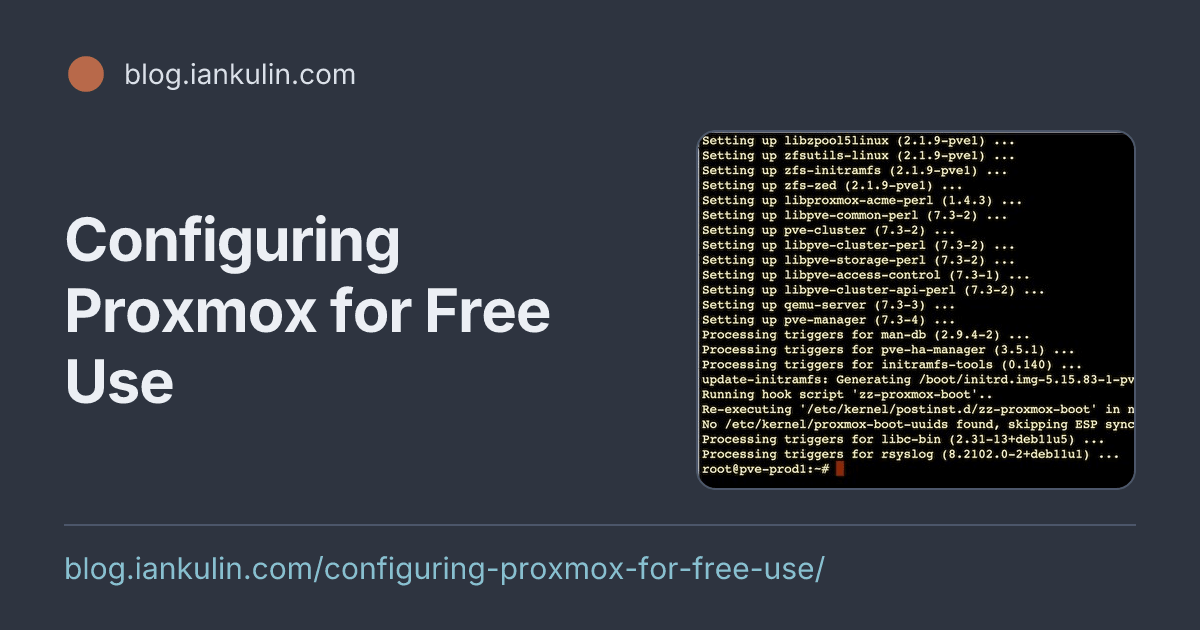 blog.iankulin.com
Configuring
Proxmox for Free
Use
Setting up libzpool5linux (2.1.9-pve1) ...
Setting up zfsutils-linux (2.1.9-pve1) ...
Setting up zfs-initramfs (2.1.9-pve1) ...
Setting up zfs-zed (2.1.9-pve1) ...
Setting up libproxmox-acme-perl (1.4.3) ...
Setting up libpve-common-perl (7.3-2) ...
Setting up pve-cluster (7.3-2) ...
Setting up libpve-cluster-perl (7.3-2) ...
Setting up libpve-storage-perl (7.3-2) ...
Setting up libpve-access-control (7.3-1) ...
Setting up libpve-cluster-api-perl (7.3-2) ...
Setting up qemu-server (7.3-3) ...
Setting up pve-manager (7.3-4) ...
Processing triggers for man-db (2.9.4-2) ...
Processing triggers for pve-ha-manager (3.5.1) ...
Processing triggers for initramfs-tools (0.140) ...
update-initramfs: Generating /boot/initrd.img-5.15.83-1-pv
Running hook script 'zz-proxmox-boot'..
Re-executing '/etc/kernel/postinst.d/zz-proxmox-boot' in n
No /etc/kernel/proxmox-boot-uuids found, skipping ESP sync
Processing triggers for libc-bin (2.31-13+deb11u5) ...
Processing triggers for rsyslog (8.2102.0-2+deb11u1) ...
root@pve-prod1:~#
blog.iankulin.com/configuring-proxmox-for-free-use/